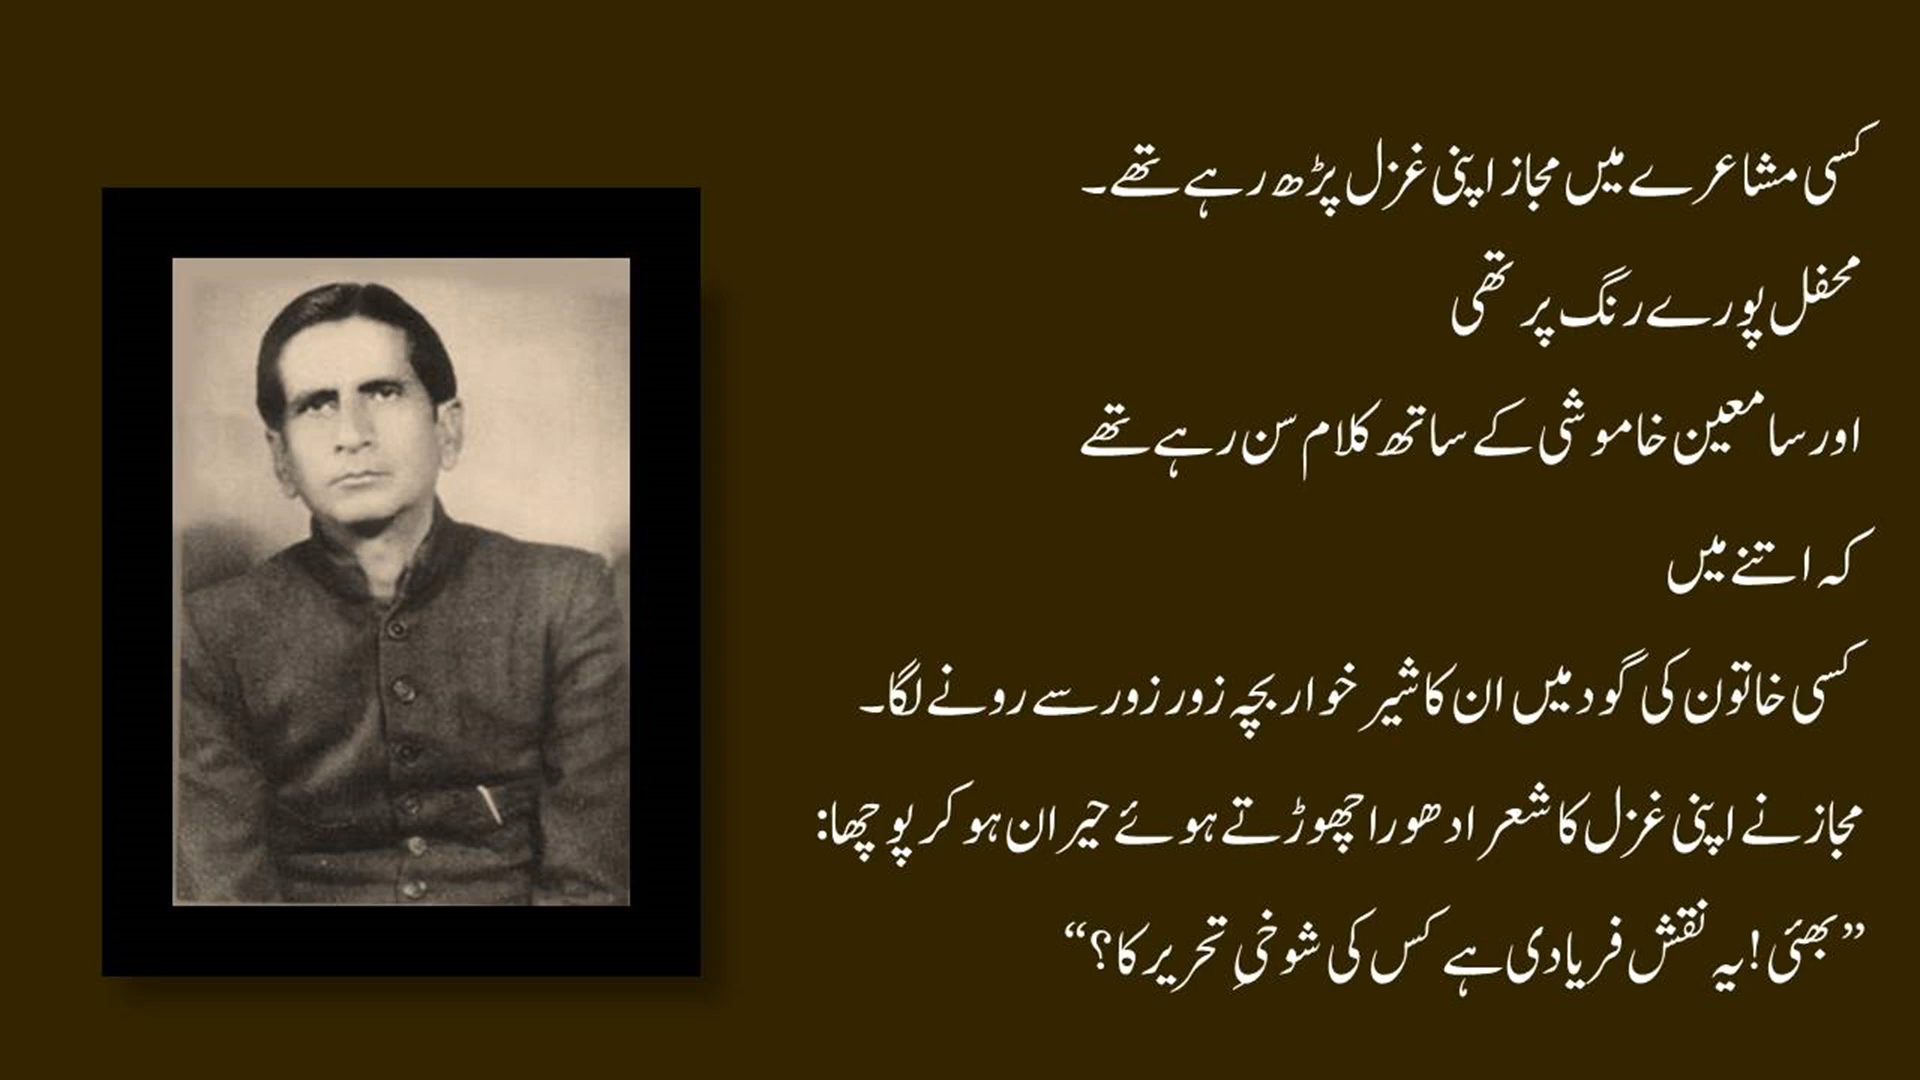 کسی مشاعرے میں مجاز اپنی غزل پڑھ رہے تھے۔
محفل پورے رنگ پر تھی
اور سامعین خاموشی کے ساتھ کلام سن رہے تھے
کہ اتنے میں
کسی خاتون کی گود میں ان کا شیر خوار بچہ زور زور سے رونے لگا۔
مجاز نے اپنی غزل کا شعر ادھورا چھوڑتے ہوئے حیران ہو کر پوچھا:
”بھئی! یہ نقش فریادی ہے کس کی شوخیِ تحریر کا؟“